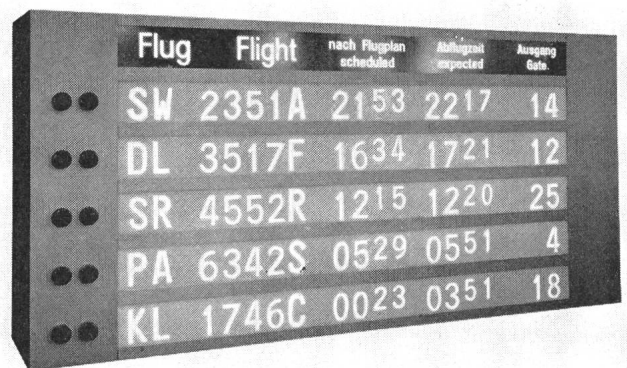 Flug Flight nach Flugplan scheduled Abflugzeit expected Ausgang Gate.
SW 2351A 2153 2217 14
DL 3517F 1634 1721 12
SR 4552R 1215 1220 25
PA 6342S 0529 0551 4
KL 1746C 0023 0351 18